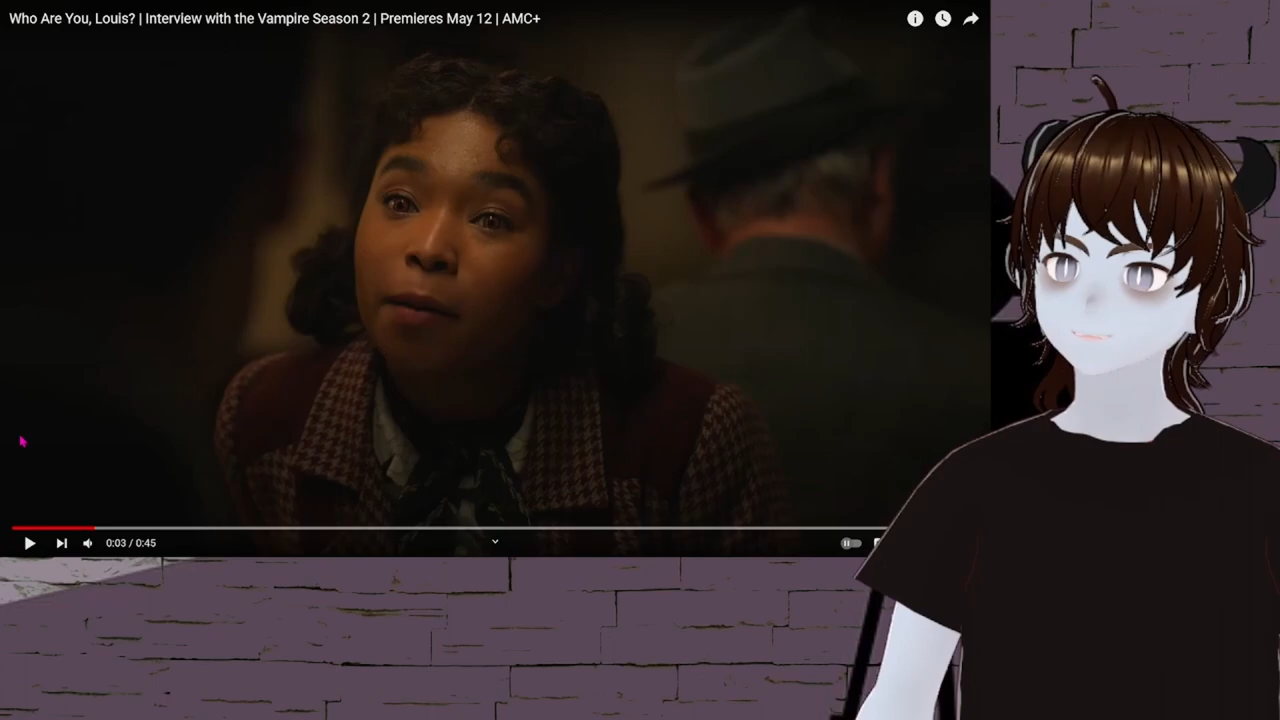 Who Are You, Louis? | Interview with the Vampire Season 2 | Premieres May 12 | AMC+
0:03 / 0:45